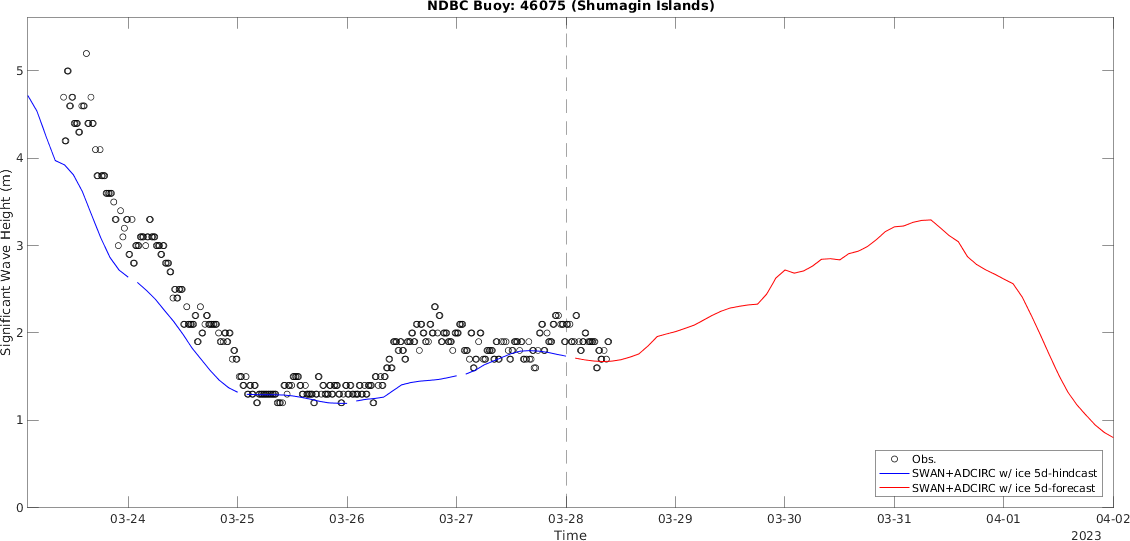 NDBC Buoy: 46075 (Shumagin Islands)
Significant Wave Height (m)
5
4
3
2
1
0
Obs.
SWAN+ADCIRC w/ ice 5d-hindcast
SWAN+ADCIRC w/ ice 5d-forecast
03-24 03-25 03-26 03-27 03-28 03-29 03-30 03-31 04-01 04-02
Time
2023